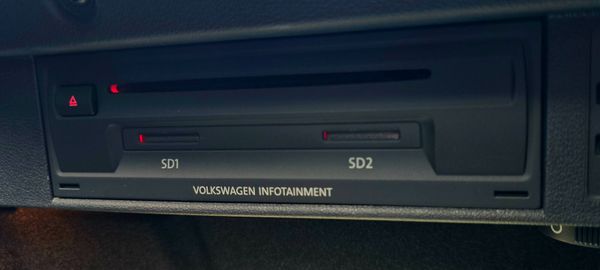 SD1
SD2
VOLKSWAGEN INFOTAINMENT